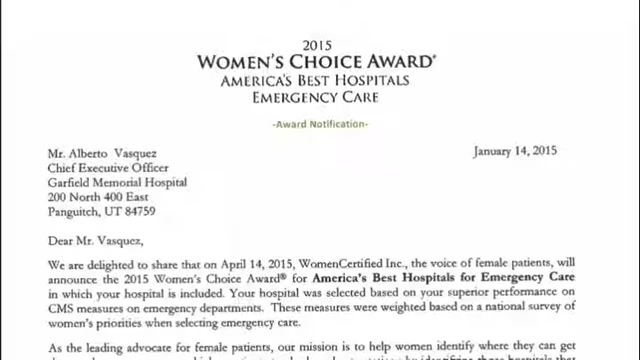 2015
WOMEN'S CHOICE AWARD®
AMERICA'S BEST HOSPITALS
EMERGENCY CARE
-Award Notification-
January 14, 2015
Mr. Alberto Vasquez
Chief Executive Officer
Garfield Memorial Hospital
200 North 400 East
Panguitch, UT 84759
Dear Mr. Vasquez,
We are delighted to share that on April 14, 2015, WomenCertified Inc., the voice of female patients, will
announce the 2015 Women's Choice Award® for America's Best Hospitals for Emergency Care
in which your hospital is included. Your hospital was selected based on your superior performance on
CMS measures on emergency departments. These measures were weighted based on a national survey of
women's priorities when selecting emergency care.
As the leading advocate for female patients, our mission is to help women identify where they can get